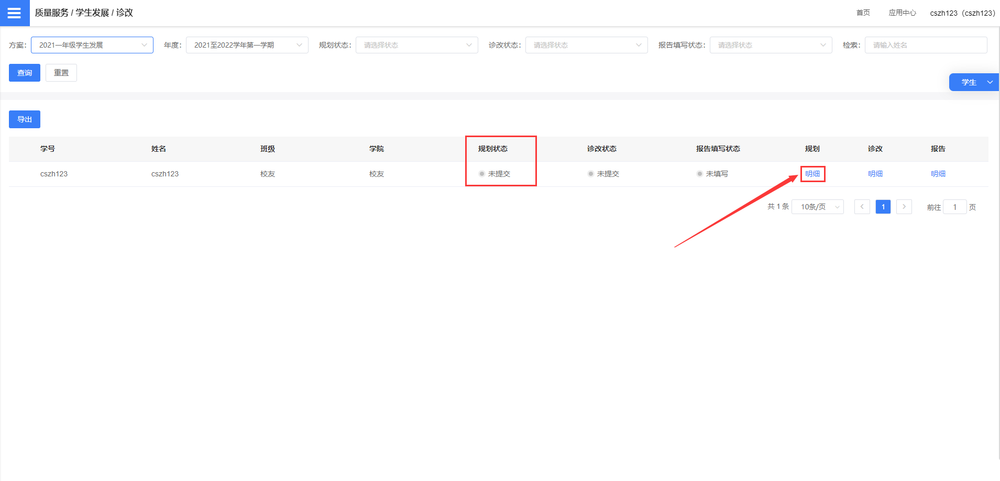 质量服务 / 学生发展 / 诊改 首页 应用中心 cszh123（cszh123）
方案： 2021一年级学生发展 年度： 2021至2022学年第一学期 规划状态： 请选择状态 诊改状态： 请选择状态 报告填写状态： 请选择状态 检索： 请输入姓名
查询 重置
学生
导出
学号 姓名 班级 学院 规划状态 诊改状态 报告填写状态 规划 诊改 报告
cszh123 cszh123 校友 校友 未提交 未提交 未填写 明细 明细 明细
共 1 条 10条/页 1 前往 1 页